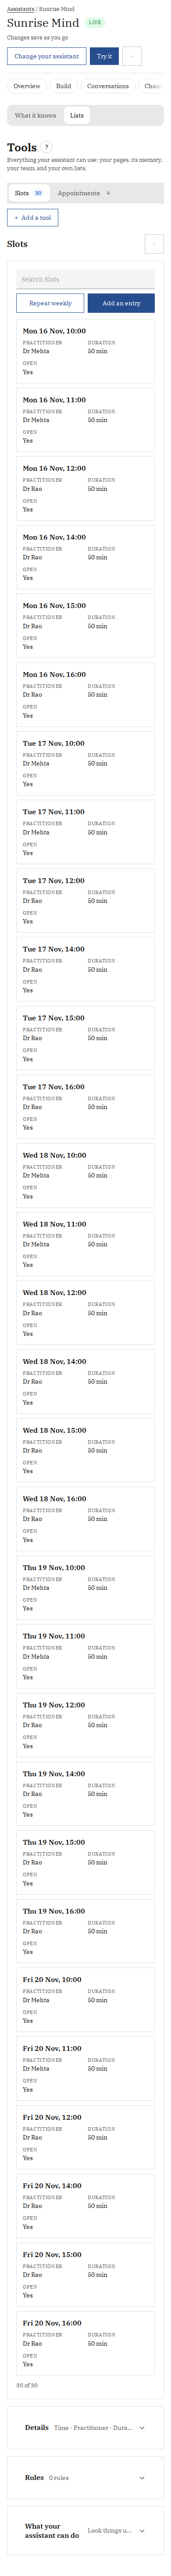 Assistants / Sunrise Mind
Sunrise Mind LIVE
Changes save as you go
Change your assistant Try it
Overview Build Conversations
What it knows Lists
Tools ?
Everything your assistant can use: your pages, its memory,
your team, and your own lists.
Slots 30 Appointments 4
+ Add a tool
Slots
Search Slots
Repeat weekly Add an entry
Mon 16 Nov, 10:00
PRACTITIONER DURATION
Dr Mehta 50 min
OPEN
Yes
Mon 16 Nov, 11:00
PRACTITIONER DURATION
Dr Mehta 50 min
OPEN
Yes
Mon 16 Nov, 12:00
PRACTITIONER DURATION
Dr Rao 50 min
OPEN
Yes
Mon 16 Nov, 14:00
PRACTITIONER DURATION
Dr Rao 50 min
OPEN
Yes
Mon 16 Nov, 15:00
PRACTITIONER DURATION
Dr Rao 50 min
OPEN
Yes
Mon 16 Nov, 16:00
PRACTITIONER DURATION
Dr Rao 50 min
OPEN
Yes
Tue 17 Nov, 10:00
PRACTITIONER DURATION
Dr Mehta 50 min
OPEN
Yes
Tue 17 Nov, 11:00
PRACTITIONER DURATION
Dr Mehta 50 min
OPEN
Yes
Tue 17 Nov, 12:00
PRACTITIONER DURATION
Dr Rao 50 min
OPEN
Yes
Tue 17 Nov, 14:00
PRACTITIONER DURATION
Dr Rao 50 min
OPEN
Yes
Tue 17 Nov, 15:00
PRACTITIONER DURATION
Dr Rao 50 min
OPEN
Yes
Tue 17 Nov, 16:00
PRACTITIONER DURATION
Dr Rao 50 min
OPEN
Yes
Wed 18 Nov, 10:00
PRACTITIONER DURATION
Dr Mehta 50 min
OPEN
Yes
Wed 18 Nov, 11:00
PRACTITIONER DURATION
Dr Mehta 50 min
OPEN
Yes
Wed 18 Nov, 12:00
PRACTITIONER DURATION
Dr Rao 50 min
OPEN
Yes
Wed 18 Nov, 14:00
PRACTITIONER DURATION
Dr Rao 50 min
OPEN
Yes
Wed 18 Nov, 15:00
PRACTITIONER DURATION
Dr Rao 50 min
OPEN
Yes
Wed 18 Nov, 16:00
PRACTITIONER DURATION
Dr Rao 50 min
OPEN
Yes
Thu 19 Nov, 10:00
PRACTITIONER DURATION
Dr Mehta 50 min
OPEN
Yes
Thu 19 Nov, 11:00
PRACTITIONER DURATION
Dr Mehta 50 min
OPEN
Yes
Thu 19 Nov, 12:00
PRACTITIONER DURATION
Dr Rao 50 min
OPEN
Yes
Thu 19 Nov, 14:00
PRACTITIONER DURATION
Dr Rao 50 min
OPEN
Yes
Thu 19 Nov, 15:00
PRACTITIONER DURATION
Dr Rao 50 min
OPEN
Yes
Thu 19 Nov, 16:00
PRACTITIONER DURATION
Dr Rao 50 min
OPEN
Yes
Fri 20 Nov, 10:00
PRACTITIONER DURATION
Dr Mehta 50 min
OPEN
Yes
Fri 20 Nov, 11:00
PRACTITIONER DURATION
Dr Mehta 50 min
OPEN
Yes
Fri 20 Nov, 12:00
PRACTITIONER DURATION
Dr Rao 50 min
OPEN
Yes
Fri 20 Nov, 14:00
PRACTITIONER DURATION
Dr Rao 50 min
OPEN
Yes
Fri 20 Nov, 15:00
PRACTITIONER DURATION
Dr Rao 50 min
OPEN
Yes
Fri 20 Nov, 16:00
PRACTITIONER DURATION
Dr Rao 50 min
OPEN
Yes
30 of 30
Details Time · Practitioner · Dura...
Rules 0 rules
What your
assistant can do Look things u...